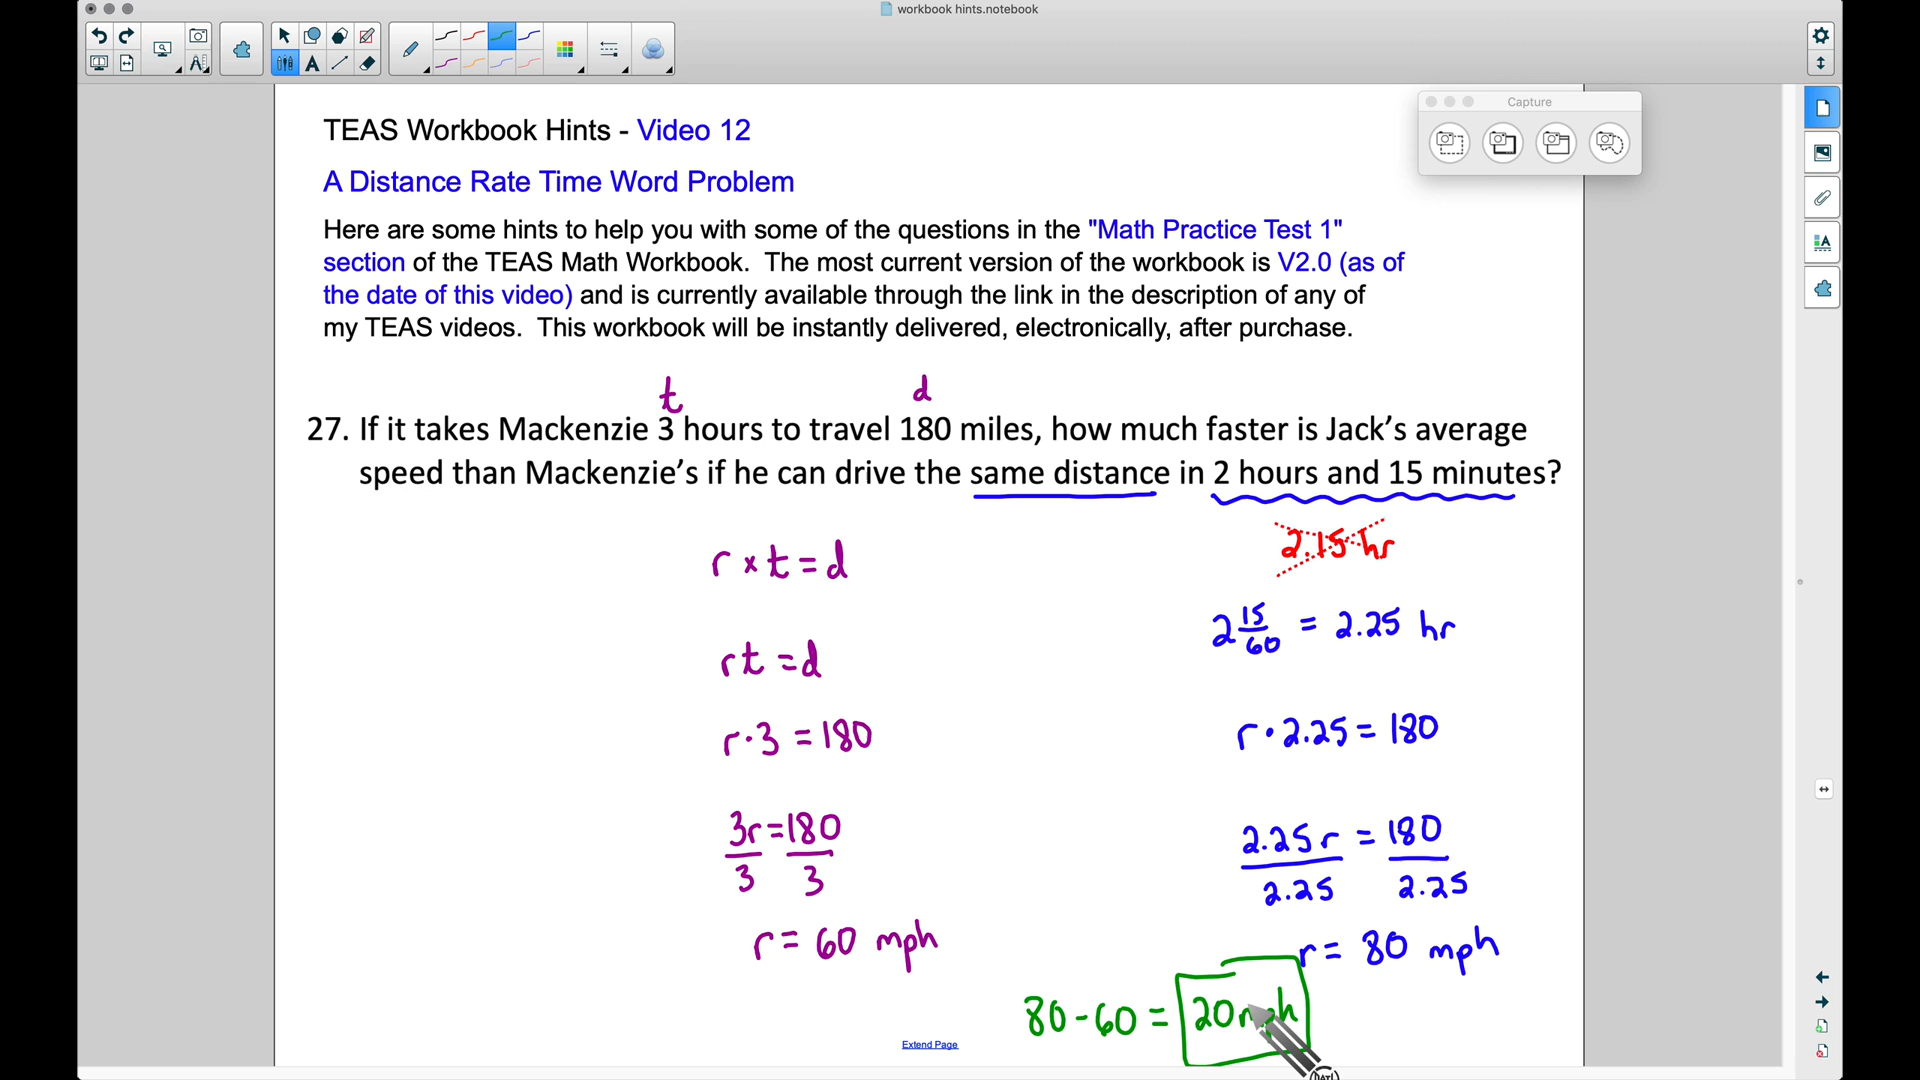 workbook hints.notebook
Capture
TEAS Workbook Hints - Video 12
A Distance Rate Time Word Problem
Here are some hints to help you with some of the questions in the "Math Practice Test 1"
section of the TEAS Math Workbook. The most current version of the workbook is V2.0 (as of
the date of this video) and is currently available through the link in the description of any of
my TEAS videos. This workbook will be instantly delivered, electronically, after purchase.
t d
27. If it takes Mackenzie 3 hours to travel 180 miles, how much faster is Jack's average
speed than Mackenzie's if he can drive the same distance in 2 hours and 15 minutes?
2.15 hr
r × t = d
2 15/60 = 2.25 hr
rt = d
r · 3 = 180
r · 2.25 = 180
3r = 180
3 3
2.25 r = 180
2.25 2.25
r = 60 mph
r = 80 mph
80 - 60 = 20 mph
Extend Page